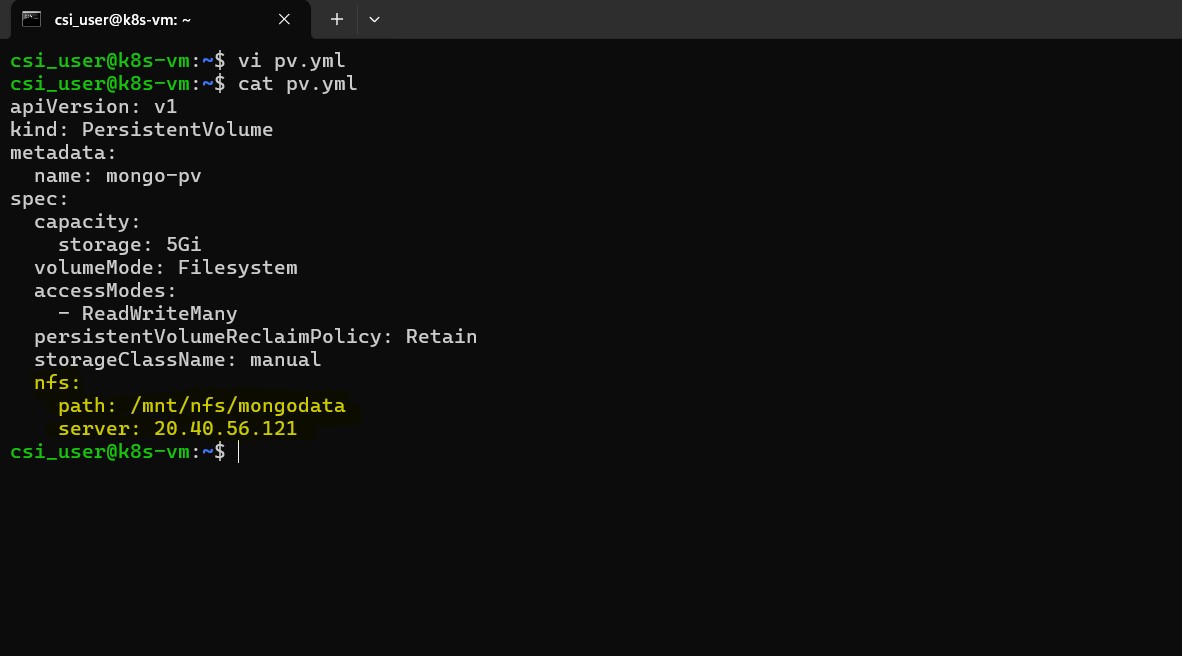 csi_user@k8s-vm: ~
csi_user@k8s-vm:~$ vi pv.yml
csi_user@k8s-vm:~$ cat pv.yml
apiVersion: v1
kind: PersistentVolume
metadata:
  name: mongo-pv
spec:
  capacity:
    storage: 5Gi
  volumeMode: Filesystem
  accessModes:
    - ReadWriteMany
  persistentVolumeReclaimPolicy: Retain
  storageClassName: manual
  nfs:
    path: /mnt/nfs/mongodata
    server: 20.40.56.121
csi_user@k8s-vm:~$